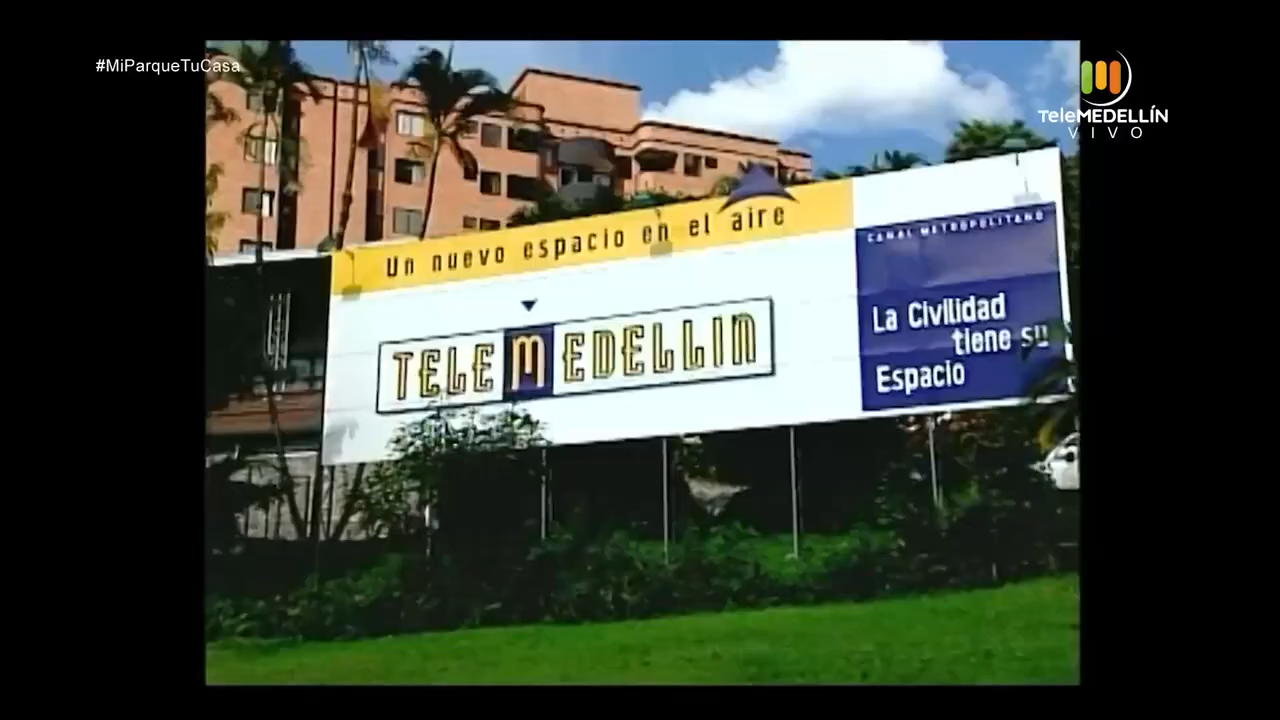 #MiParqueTuCasa
TeleMEDELLÍN
VIVO
Un nuevo espacio en el aire
CANAL METROPOLITANO
TELEMEDELLIN
La Civilidad
tiene su
Espacio